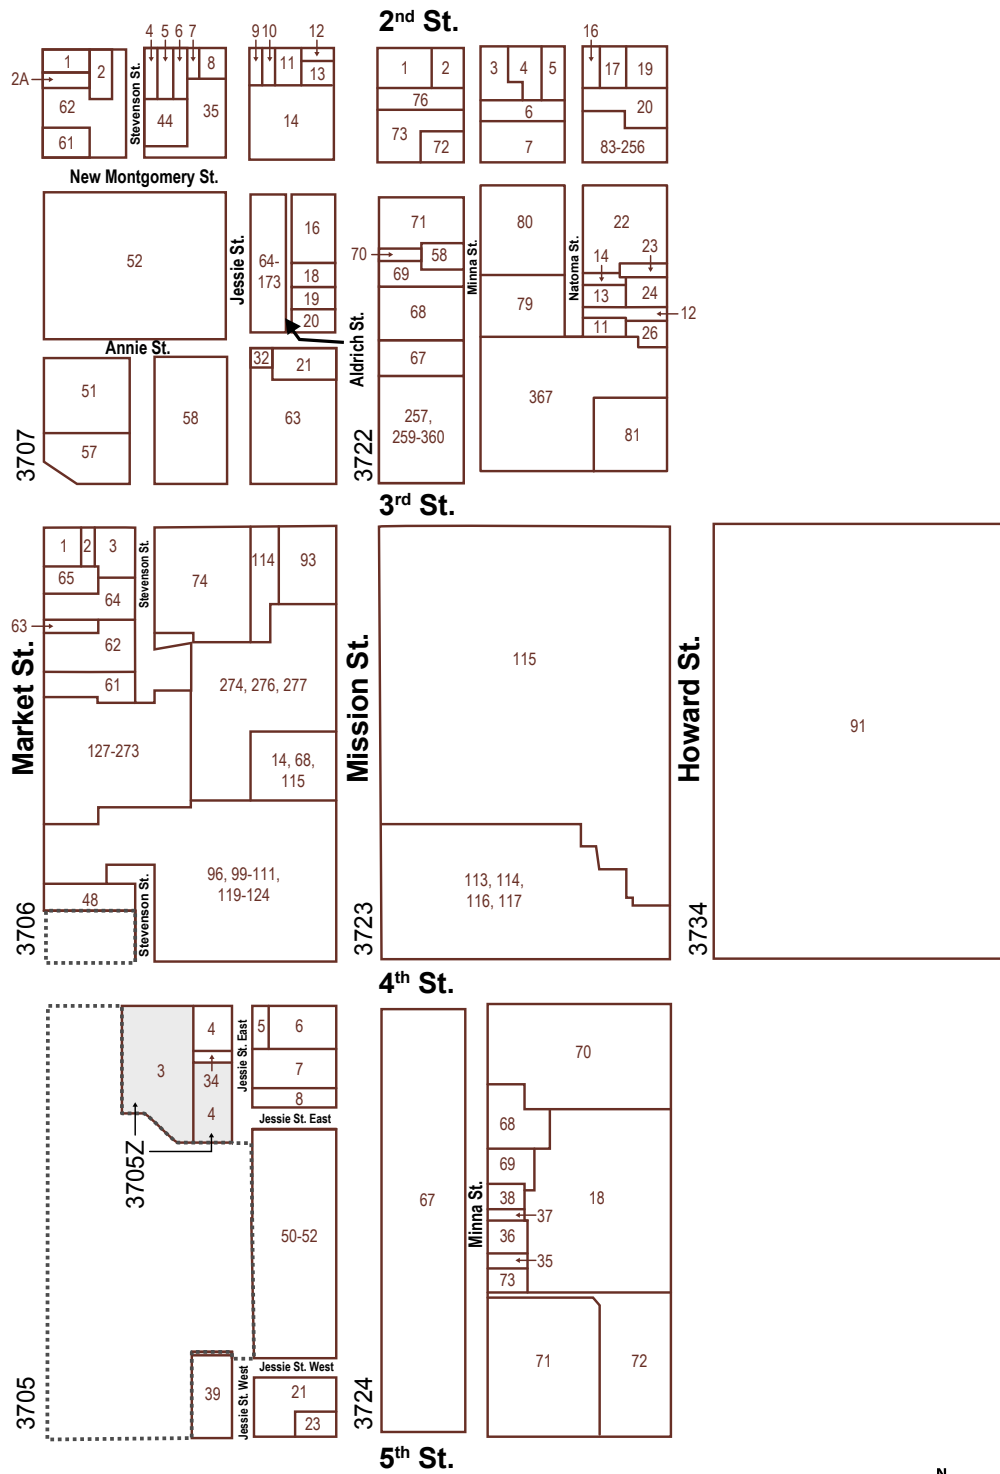 2nd St.
4 5 6 7
9 10 12
16
1 2 8 11 13
1 2 3 4 5 17 19
2A
Stevenson St.
62 44 35 14
76 6 20
61
73 72 7 83-256
New Montgomery St.
52
Jessie St.
64-
173
16
18
19
20
71
70
58
69
Minna St.
80
79
Natoma St.
22
23
14
13
24
12
11
26
68
67
Aldrich St.
Annie St.
51
57
58
32
21
63
257,
259-360
367
81
3707
3722
3rd St.
1 2 3
65
64
63
62
61
Stevenson St.
74
114
93
274, 276, 277
14, 68,
115
127-273
96, 99-111,
119-124
48
Stevenson St.
Market St.
Mission St.
Howard St.
115
113, 114,
116, 117
91
3706
3723
3734
4th St.
3
4
34
4
3705Z
Jessie St. East
5 6
7
8
Jessie St. East
50-52
Jessie St. West
39
Jessie St. West
21
23
67
Minna St.
70
68
69
38
37
36
35
73
18
71
72
3705
3724
5th St.
N